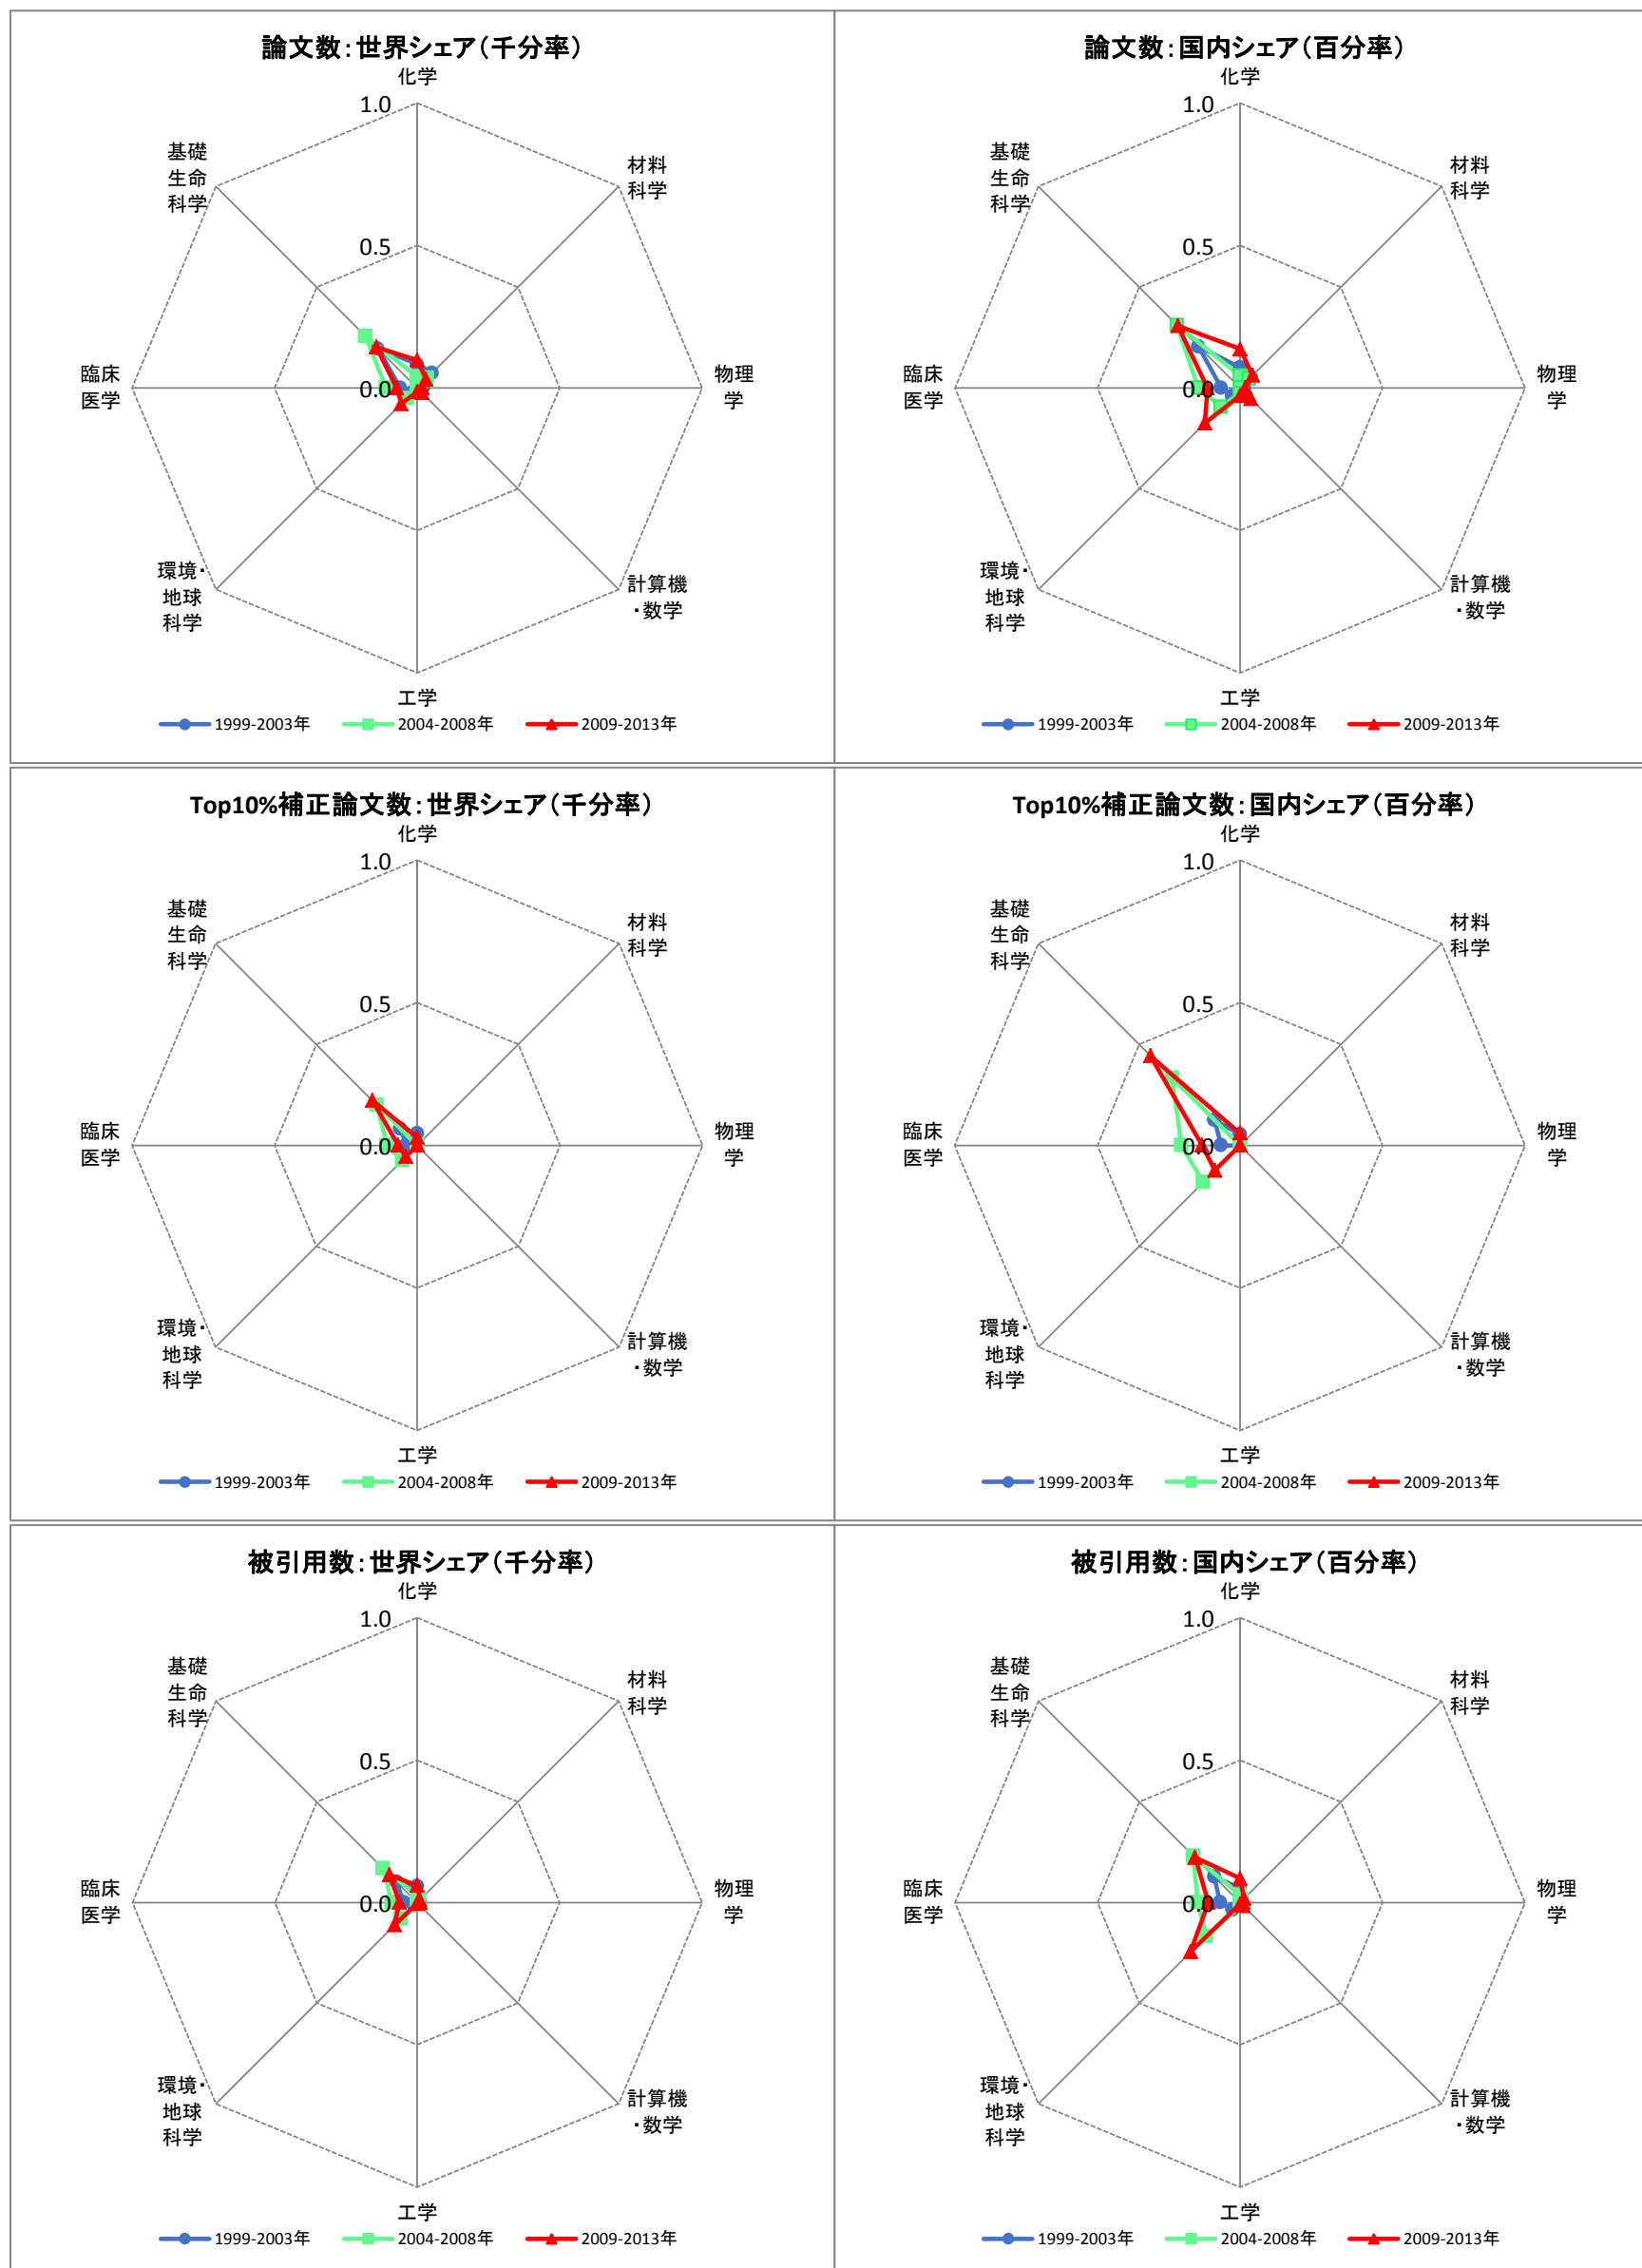 論文数：世界シェア（千分率）
化学
1.0
基礎
生命
科学
材料
科学
0.5
臨床
医学
0.0
物理
学
環境・
地球
科学
計算機
・数学
工学
1999-2003年 2004-2008年 2009-2013年
論文数：国内シェア（百分率）
化学
1.0
基礎
生命
科学
材料
科学
0.5
臨床
医学
0.0
物理
学
環境・
地球
科学
計算機
・数学
工学
1999-2003年 2004-2008年 2009-2013年
Top10%補正論文数：世界シェア（千分率）
化学
1.0
基礎
生命
科学
材料
科学
0.5
臨床
医学
0.0
物理
学
環境・
地球
科学
計算機
・数学
工学
1999-2003年 2004-2008年 2009-2013年
Top10%補正論文数：国内シェア（百分率）
化学
1.0
基礎
生命
科学
材料
科学
0.5
臨床
医学
0.0
物理
学
環境・
地球
科学
計算機
・数学
工学
1999-2003年 2004-2008年 2009-2013年
被引用数：世界シェア（千分率）
化学
1.0
基礎
生命
科学
材料
科学
0.5
臨床
医学
0.0
物理
学
環境・
地球
科学
計算機
・数学
工学
1999-2003年 2004-2008年 2009-2013年
被引用数：国内シェア（百分率）
化学
1.0
基礎
生命
科学
材料
科学
0.5
臨床
医学
0.0
物理
学
環境・
地球
科学
計算機
・数学
工学
1999-2003年 2004-2008年 2009-2013年